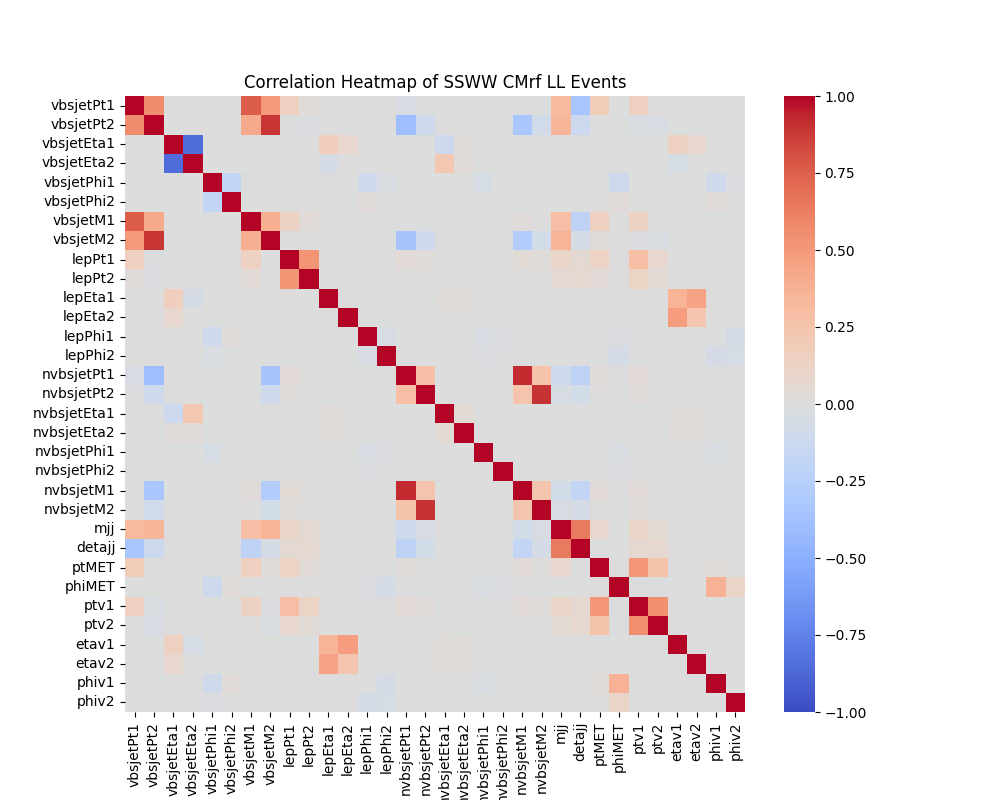 Correlation Heatmap of SSWW CMrf LL Events
vbsjetPt1
vbsjetPt2
vbsjetEta1
vbsjetEta2
vbsjetPhi1
vbsjetPhi2
vbsjetM1
vbsjetM2
lepPt1
lepPt2
lepEta1
lepEta2
lepPhi1
lepPhi2
nvbsjetPt1
nvbsjetPt2
nvbsjetEta1
nvbsjetEta2
nvbsjetPhi1
nvbsjetPhi2
nvbsjetM1
nvbsjetM2
mjj
detajj
ptMET
phiMET
ptv1
ptv2
etav1
etav2
phiv1
phiv2
vbsjetPt1
vbsjetPt2
vbsjetEta1
vbsjetEta2
vbsjetPhi1
vbsjetPhi2
vbsjetM1
vbsjetM2
lepPt1
lepPt2
lepEta1
lepEta2
lepPhi1
lepPhi2
nvbsjetPt1
nvbsjetPt2
nvbsjetEta1
nvbsjetEta2
nvbsjetPhi1
nvbsjetPhi2
nvbsjetM1
nvbsjetM2
mjj
detajj
ptMET
phiMET
ptv1
ptv2
etav1
etav2
phiv1
phiv2
1.00
0.75
0.50
0.25
0.00
−0.25
−0.50
−0.75
−1.00